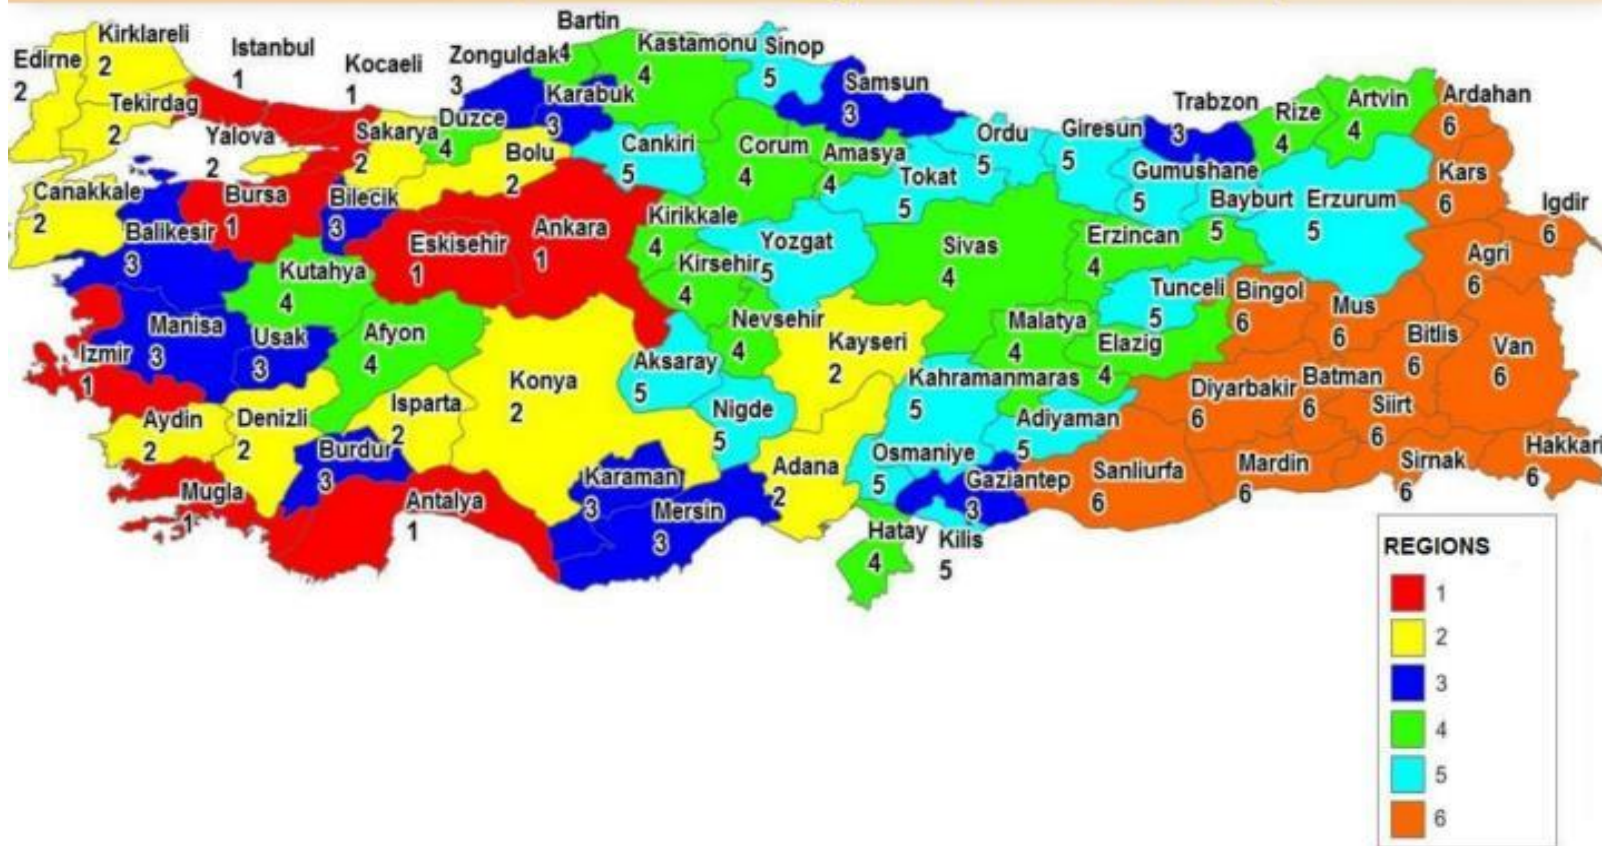 Bartin
4
Kirklareli
2
Istanbul
1
Zonguldak
3
Kastamonu
4
Sinop
5
Edirne
2
Kocaeli
1
Samsun
3
Karabuk
3
Trabzon
3
Rize
4
Artvin
4
Ardahan
6
Tekirdag
2
Yalova
2
Sakarya
2
Duzce
4
Bolu
2
Cankiri
5
Corum
4
Amasya
4
Ordu
5
Giresun
5
Tokat
5
Gumushane
5
Bayburt
5
Erzurum
5
Kars
6
Igdir
6
Canakkale
2
Bursa
1
Bilecik
3
Balikesir
3
Eskisehir
1
Ankara
1
Kirikkale
4
Yozgat
5
Sivas
4
Erzincan
4
Agri
6
Kutahya
4
Kirsehir
4
Tunceli
5
Bingol
6
Mus
6
Bitlis
6
Van
6
Manisa
3
Usak
3
Afyon
4
Nevsehir
4
Kayseri
2
Malatya
4
Elazig
4
Izmir
1
Konya
2
Aksaray
5
Kahramanmaras
5
Diyarbakir
6
Batman
6
Siirt
6
Aydin
2
Denizli
2
Isparta
2
Nigde
5
Adiyaman
5
Burdur
3
Karaman
3
Adana
2
Osmaniye
5
Gaziantep
3
Sanliurfa
6
Mardin
6
Sirnak
6
Hakkari
6
Mugla
1
Antalya
1
Mersin
3
Hatay
4
Kilis
5
REGIONS
1
2
3
4
5
6